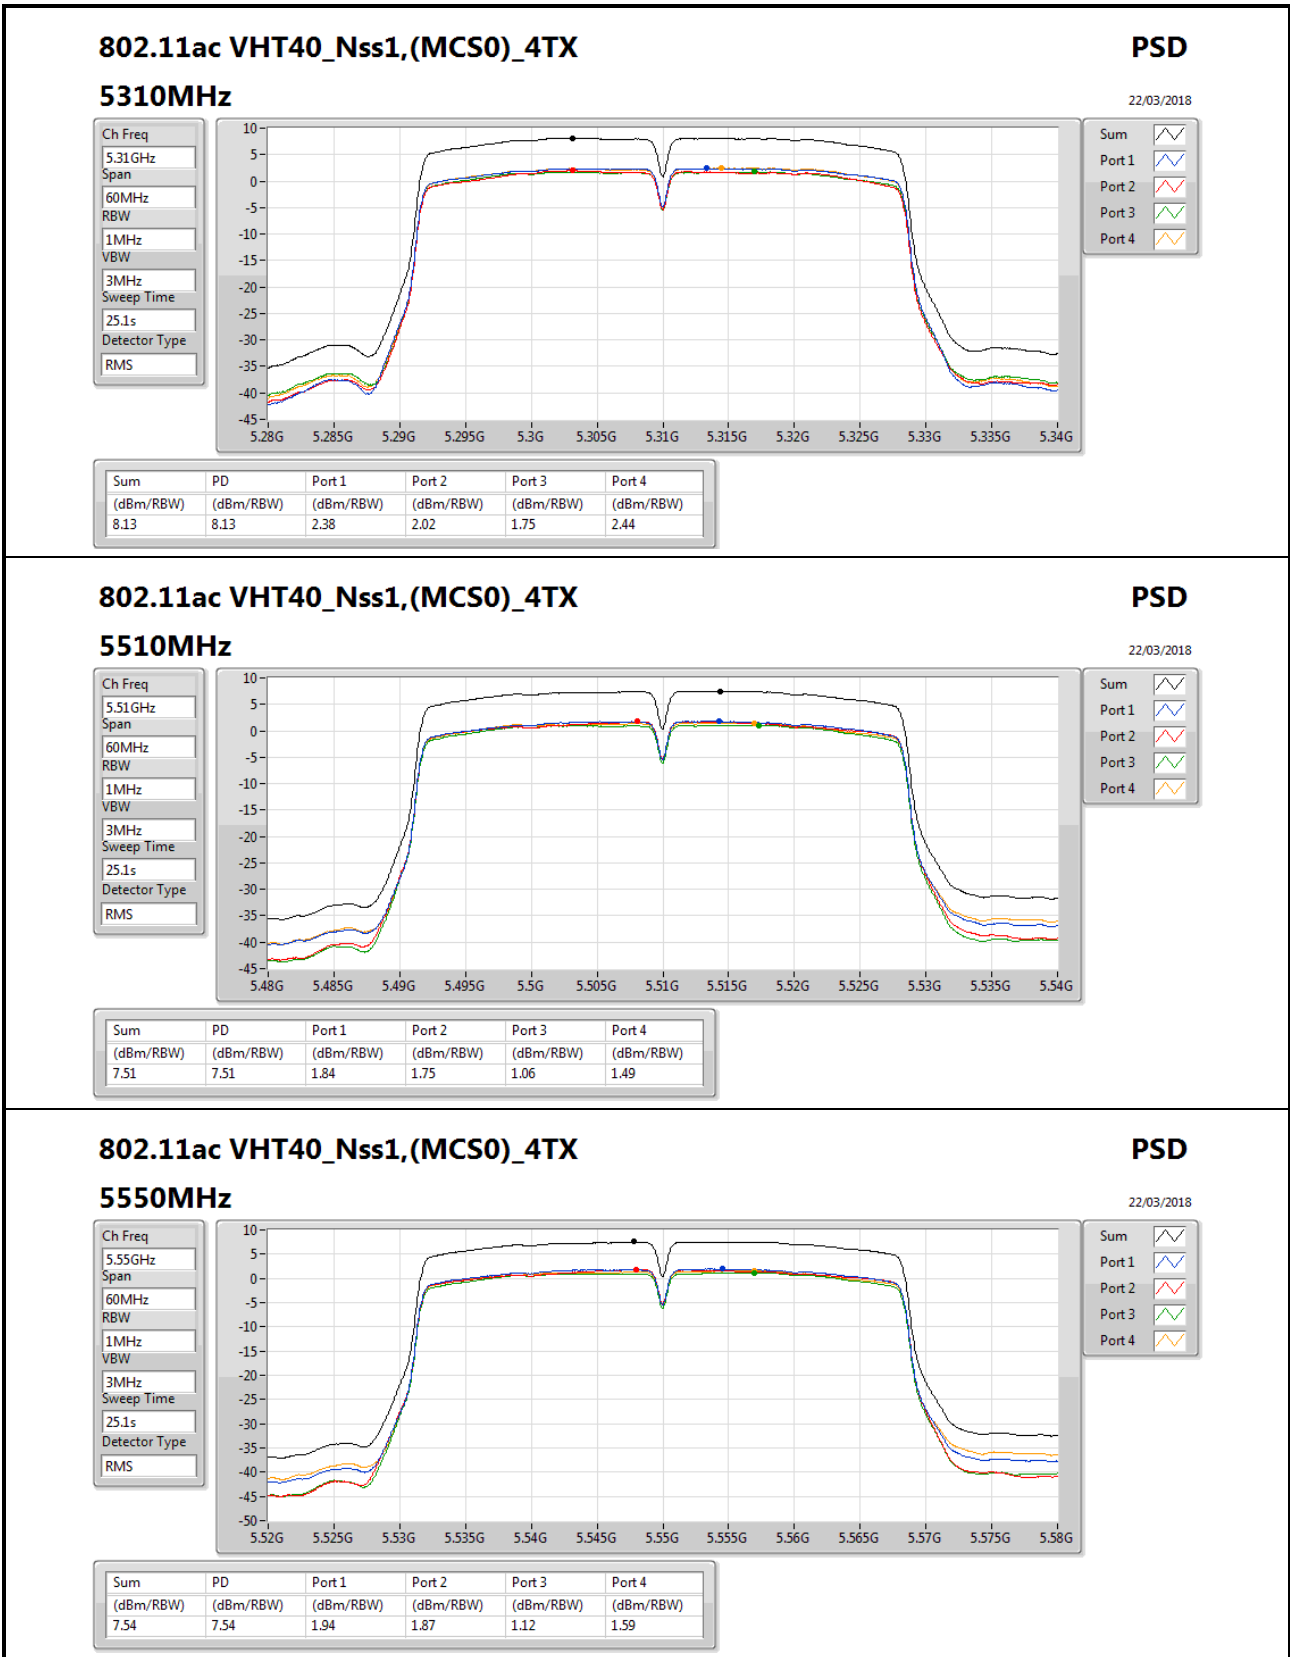 802.11ac VHT40_Nss1,(MCS0)_4TX PSD
5310MHz 22/03/2018
Ch Freq
5.31GHz
Span
60MHz
RBW
1MHz
VBW
3MHz
Sweep Time
25.1s
Detector Type
RMS
10
5
0
-5
-10
-15
-20
-25
-30
-35
-40
-45
5.28G 5.285G 5.29G 5.295G 5.3G 5.305G 5.31G 5.315G 5.32G 5.325G 5.33G 5.335G 5.34G
Sum
Port 1
Port 2
Port 3
Port 4
Sum PD Port 1 Port 2 Port 3 Port 4
(dBm/RBW) (dBm/RBW) (dBm/RBW) (dBm/RBW) (dBm/RBW) (dBm/RBW)
8.13 8.13 2.38 2.02 1.75 2.44
802.11ac VHT40_Nss1,(MCS0)_4TX PSD
5510MHz 22/03/2018
Ch Freq
5.51GHz
Span
60MHz
RBW
1MHz
VBW
3MHz
Sweep Time
25.1s
Detector Type
RMS
10
5
0
-5
-10
-15
-20
-25
-30
-35
-40
-45
5.48G 5.485G 5.49G 5.495G 5.5G 5.505G 5.51G 5.515G 5.52G 5.525G 5.53G 5.535G 5.54G
Sum
Port 1
Port 2
Port 3
Port 4
Sum PD Port 1 Port 2 Port 3 Port 4
(dBm/RBW) (dBm/RBW) (dBm/RBW) (dBm/RBW) (dBm/RBW) (dBm/RBW)
7.51 7.51 1.84 1.75 1.06 1.49
802.11ac VHT40_Nss1,(MCS0)_4TX PSD
5550MHz 22/03/2018
Ch Freq
5.55GHz
Span
60MHz
RBW
1MHz
VBW
3MHz
Sweep Time
25.1s
Detector Type
RMS
10
5
0
-5
-10
-15
-20
-25
-30
-35
-40
-45
-50
5.52G 5.525G 5.53G 5.535G 5.54G 5.545G 5.55G 5.555G 5.56G 5.565G 5.57G 5.575G 5.58G
Sum
Port 1
Port 2
Port 3
Port 4
Sum PD Port 1 Port 2 Port 3 Port 4
(dBm/RBW) (dBm/RBW) (dBm/RBW) (dBm/RBW) (dBm/RBW) (dBm/RBW)
7.54 7.54 1.94 1.87 1.12 1.59